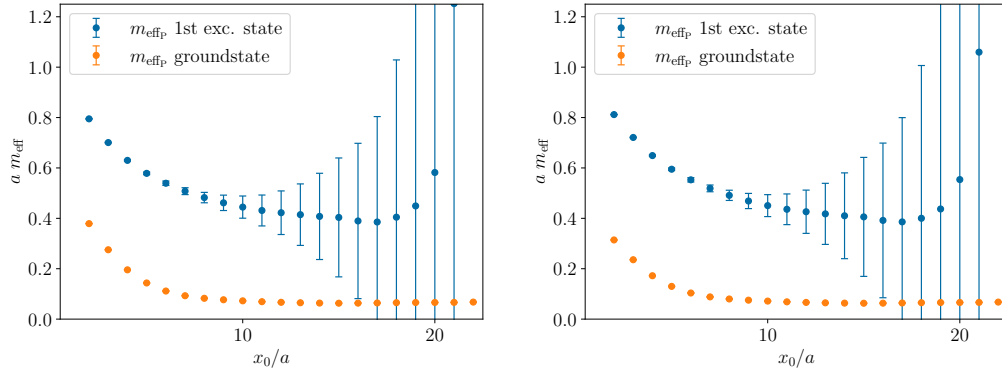 1.2
1.0
0.8
0.6
0.4
0.2
0.0
a m_eff
m_effP 1st exc. state
m_effP groundstate
10
20
x_0/a
1.2
1.0
0.8
0.6
0.4
0.2
0.0
a m_eff
m_effP 1st exc. state
m_effP groundstate
10
20
x_0/a